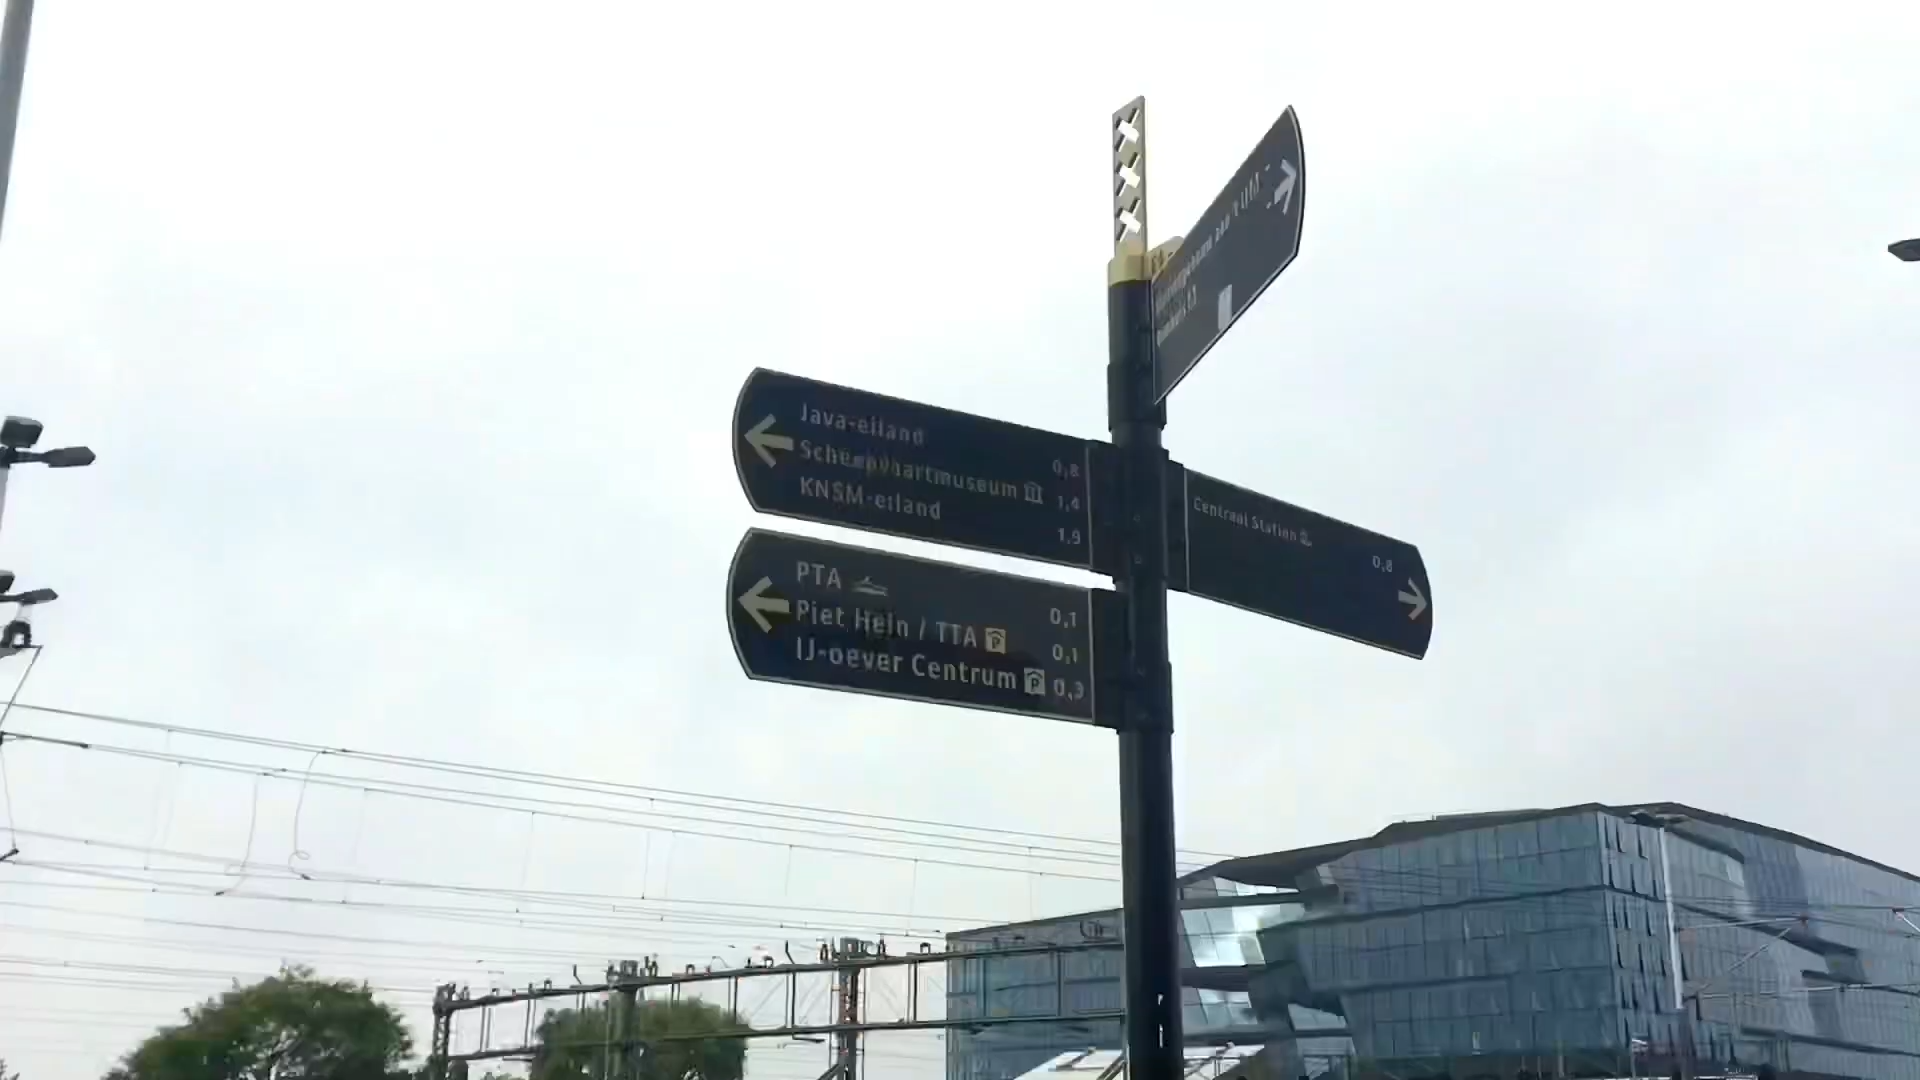 Java-eiland 0,8
Scheepvaartmuseum 1,4
KNSM-eiland 1,9
PTA 0,1
Piet Hein / TTA P 0,1
IJ-oever Centrum P 0,3
Centraal Station 0,8